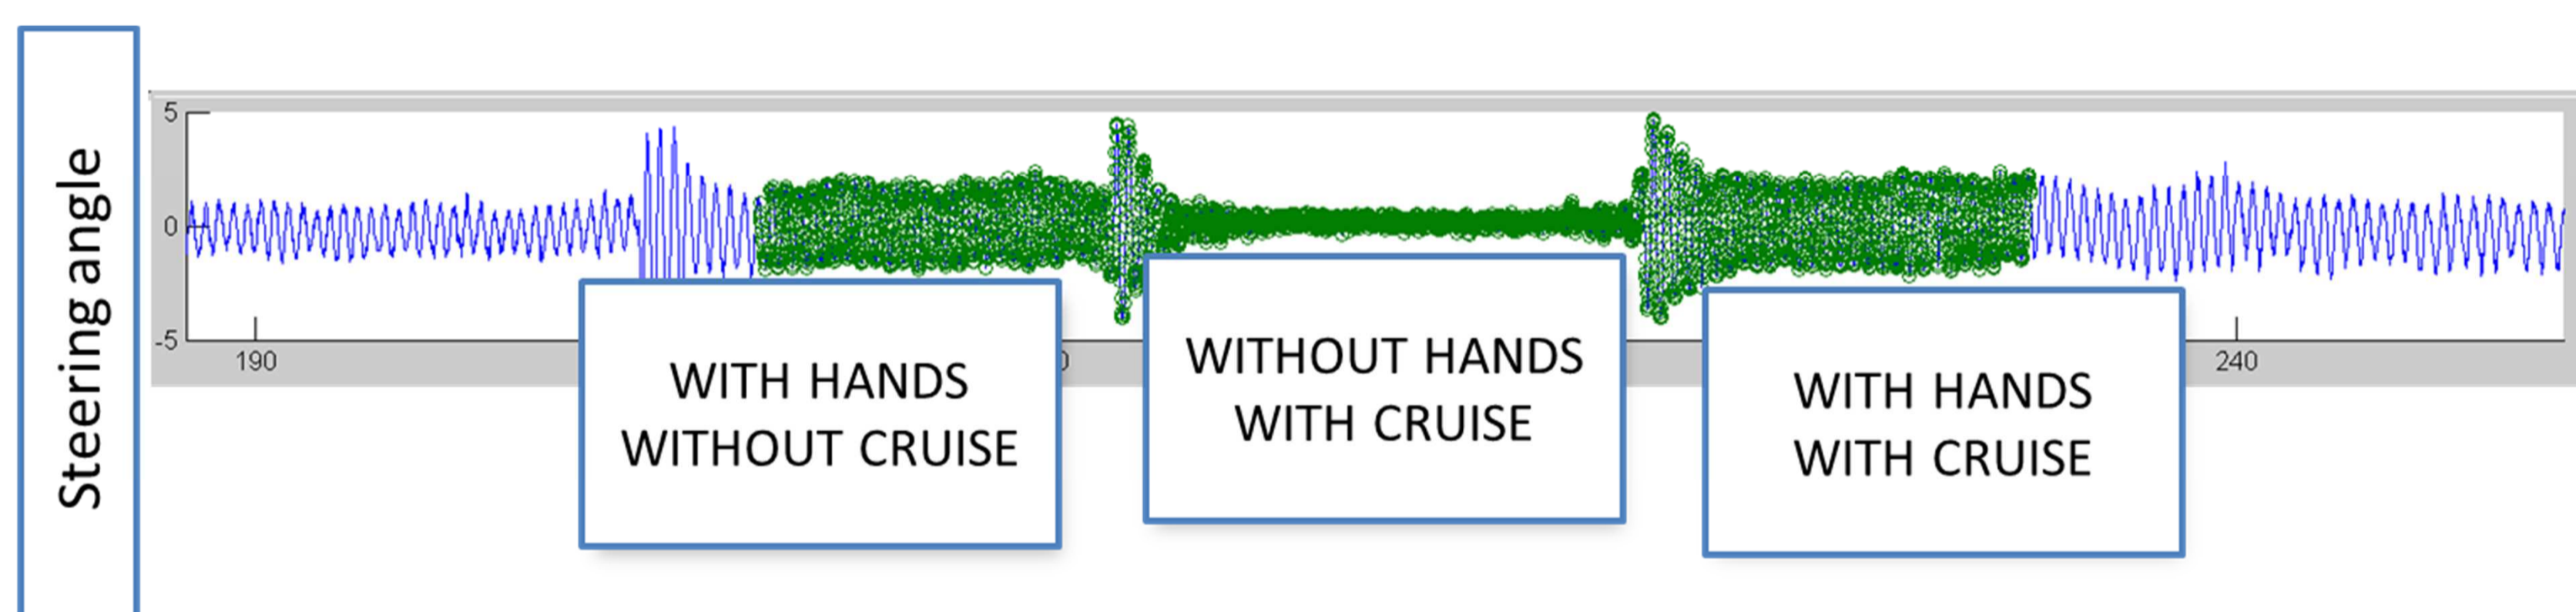 Steering angle
5
0
-5
190
0
240
WITH HANDS
WITHOUT CRUISE
WITHOUT HANDS
WITH CRUISE
WITH HANDS
WITH CRUISE